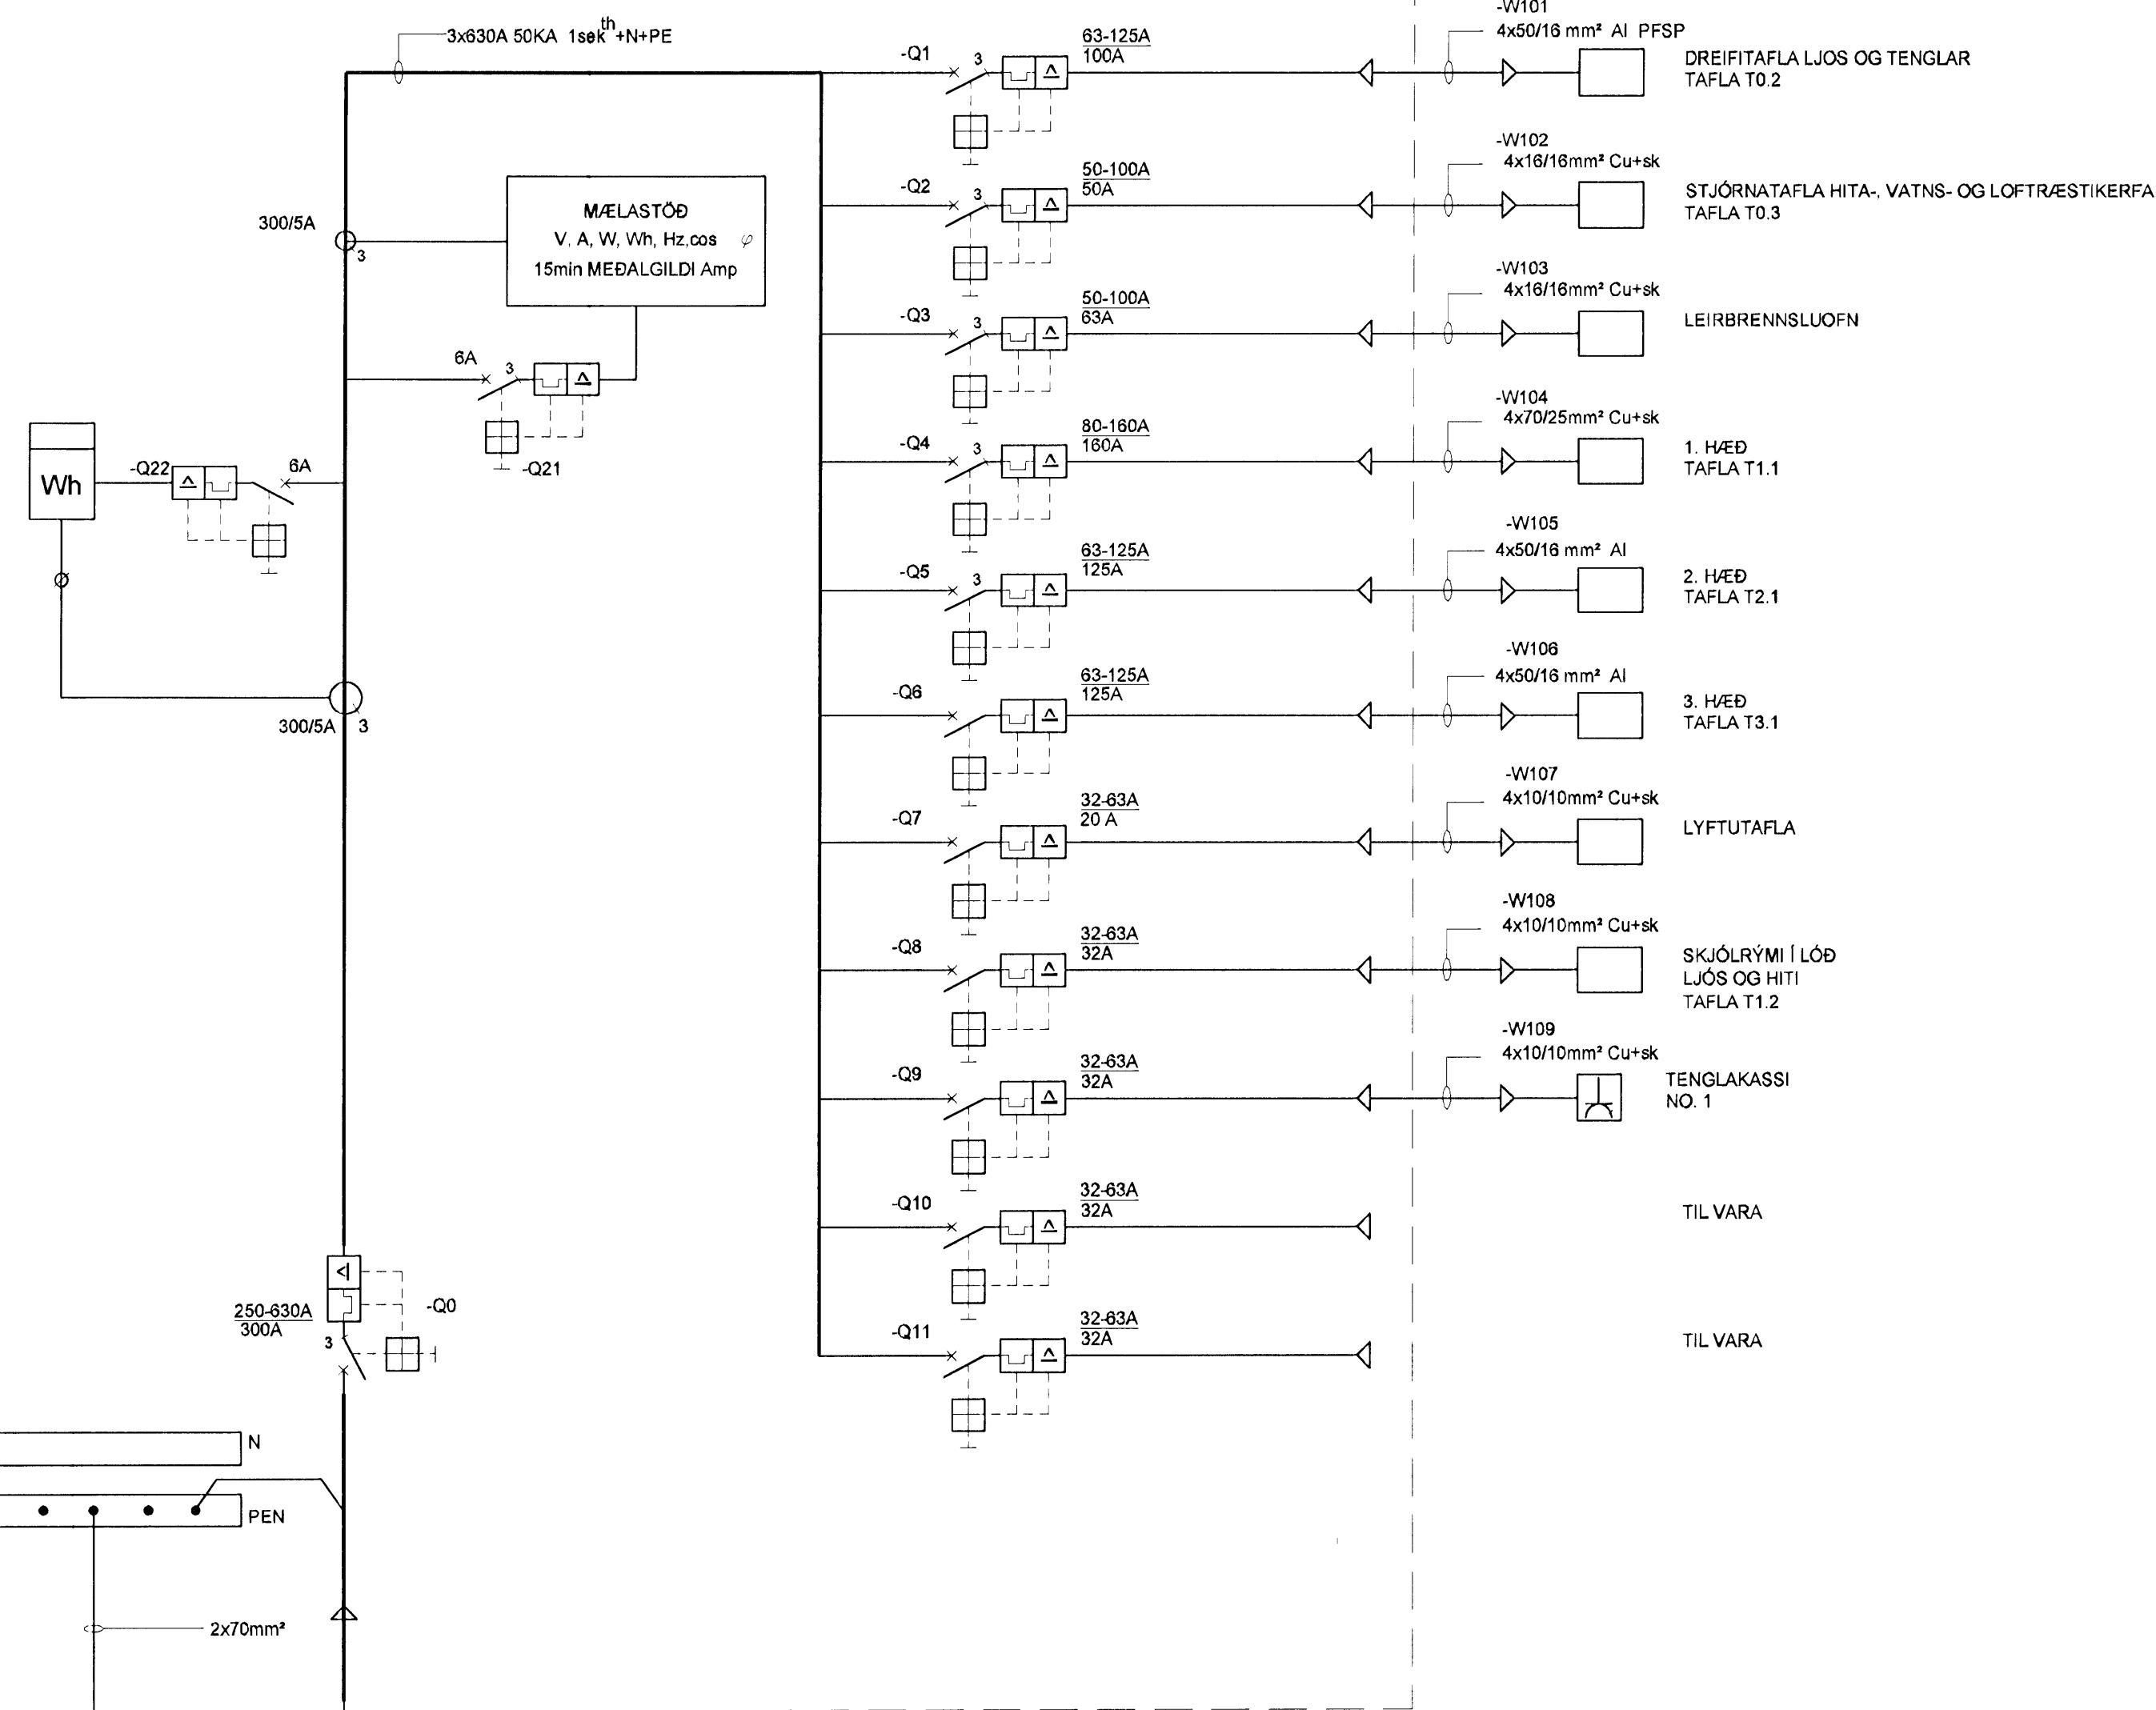 3x630A 50KA 1sek th +N+PE
300/5A
3
MÆLASTÖÐ
V, A, W, Wh, Hz,cos φ
15min MEÐALGILDI Amp
6A
3
-Q21
Wh
-Q22
6A
300/5A 3
250-630A
300A
-Q0
3
N
PEN
2x70mm²
-Q1
3
63-125A
100A
-W101
4x50/16 mm² Al PFSP
DREIFITAFLA LJOS OG TENGLAR
TAFLA T0.2
-Q2
3
50-100A
50A
-W102
4x16/16mm² Cu+sk
STJÓRNATAFLA HITA-, VATNS- OG LOFTRÆSTIKERFA
TAFLA T0.3
-Q3
3
50-100A
63A
-W103
4x16/16mm² Cu+sk
LEIRBRENNSLUOFN
-Q4
3
80-160A
160A
-W104
4x70/25mm² Cu+sk
1. HÆÐ
TAFLA T1.1
-Q5
3
63-125A
125A
-W105
4x50/16 mm² Al
2. HÆÐ
TAFLA T2.1
-Q6
63-125A
125A
-W106
4x50/16 mm² Al
3. HÆÐ
TAFLA T3.1
-Q7
32-63A
20 A
-W107
4x10/10mm² Cu+sk
LYFTUTAFLA
-Q8
32-63A
32A
-W108
4x10/10mm² Cu+sk
SKJÓLRÝMI Í LÓÐ
LJÓS OG HITI
TAFLA T1.2
-Q9
32-63A
32A
-W109
4x10/10mm² Cu+sk
TENGLAKASSI
NO. 1
-Q10
32-63A
32A
TIL VARA
-Q11
32-63A
32A
TIL VARA